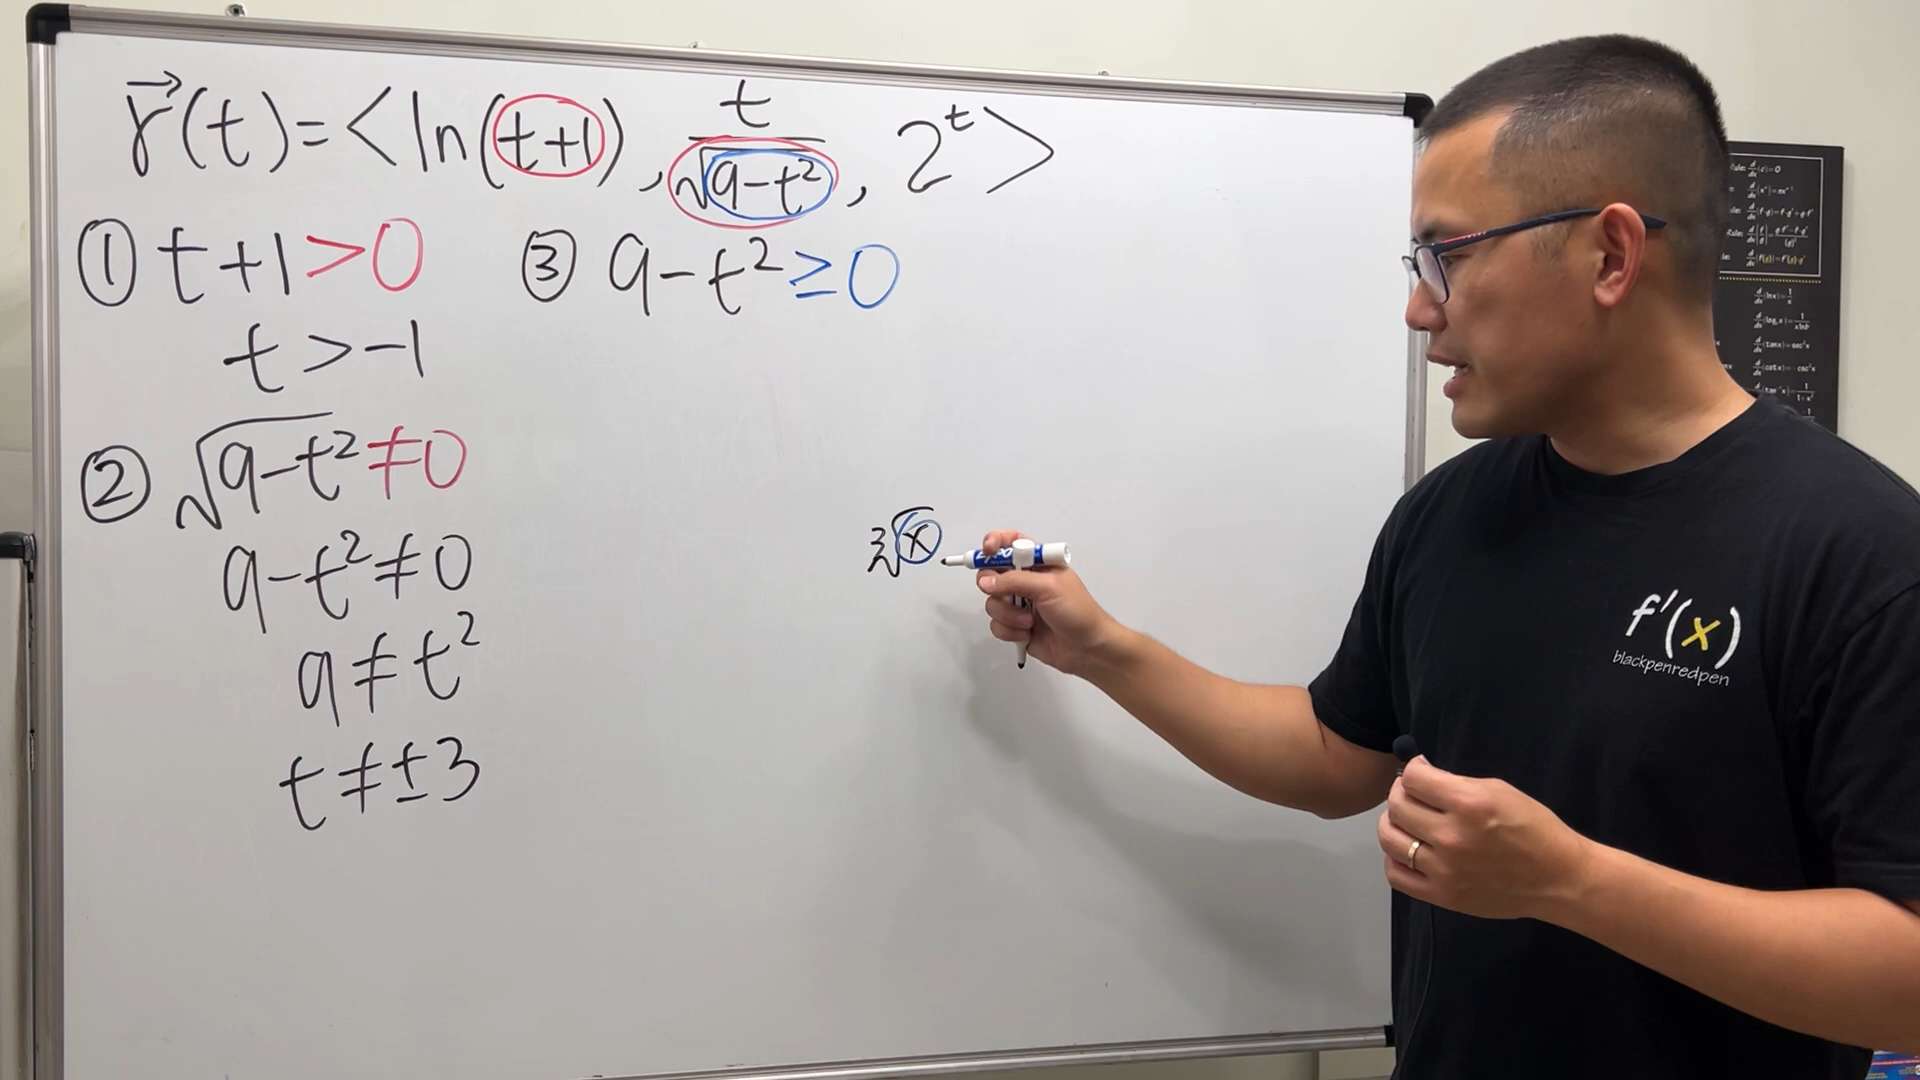 r⃗(t)=<ln(t+1), t/√(9-t²), 2^t>
① t+1>0
t>-1
② √(9-t²)≠0
9-t²≠0
9≠t²
t≠±3
③ 9-t²≥0
³√x
f'(x)
blackpenredpen